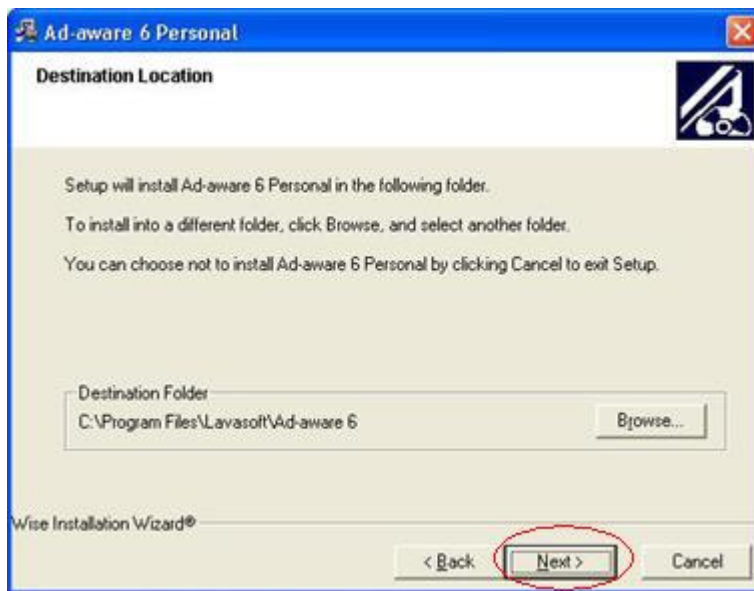 Ad-aware 6 Personal
Destination Location
Setup will install Ad-aware 6 Personal in the following folder.
To install into a different folder, click Browse, and select another folder.
You can choose not to install Ad-aware 6 Personal by clicking Cancel to exit Setup.
Destination Folder
C:\Program Files\Lavasoft\Ad-aware 6
Browse...
Wise Installation Wizard®
< Back
Next >
Cancel